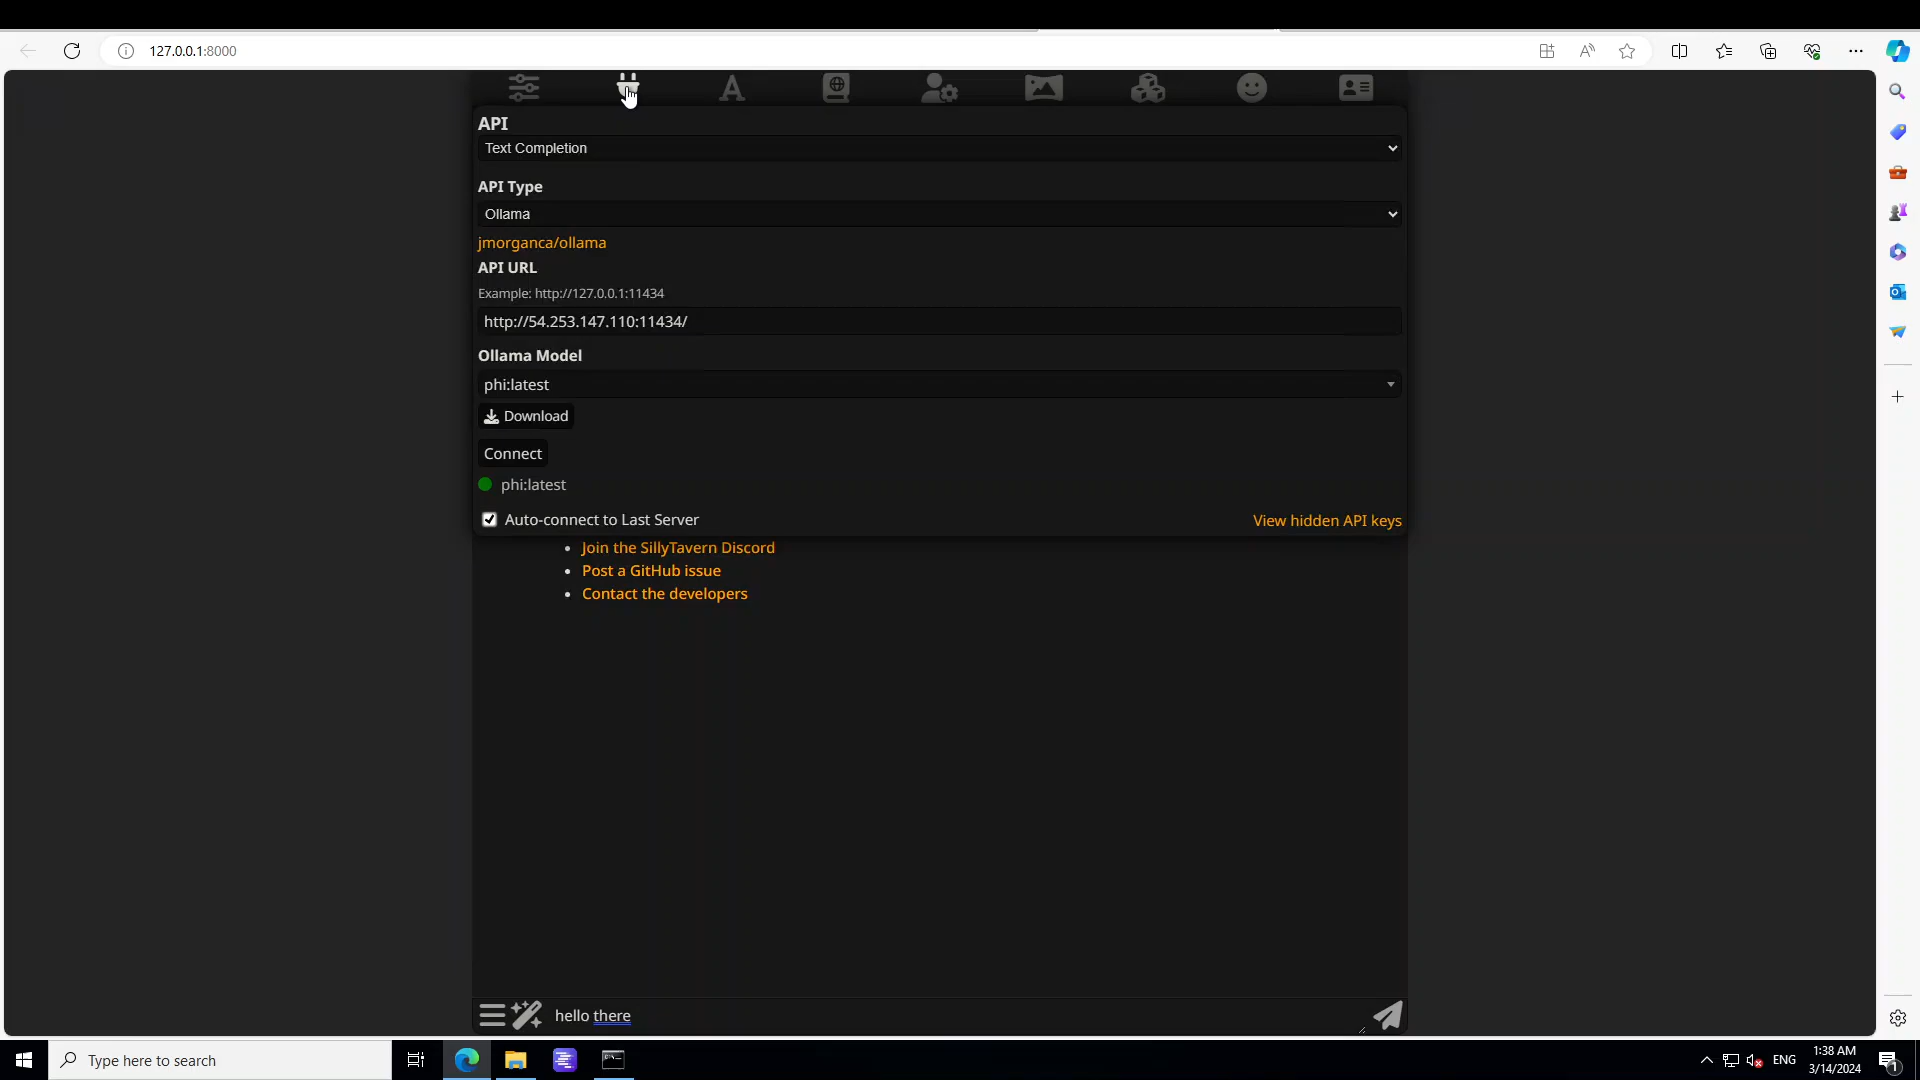 127.0.0.1:8000
API
Text Completion
API Type
Ollama
jmorganca/ollama
API URL
Example: http://127.0.0.1:11434
http://54.253.147.110:11434/
Ollama Model
phi:latest
Download
Connect
phi:latest
Auto-connect to Last Server
View hidden API keys
Join the SillyTavern Discord
Post a GitHub issue
Contact the developers
hello there
Type here to search
ENG
1:38 AM
3/14/2024
1